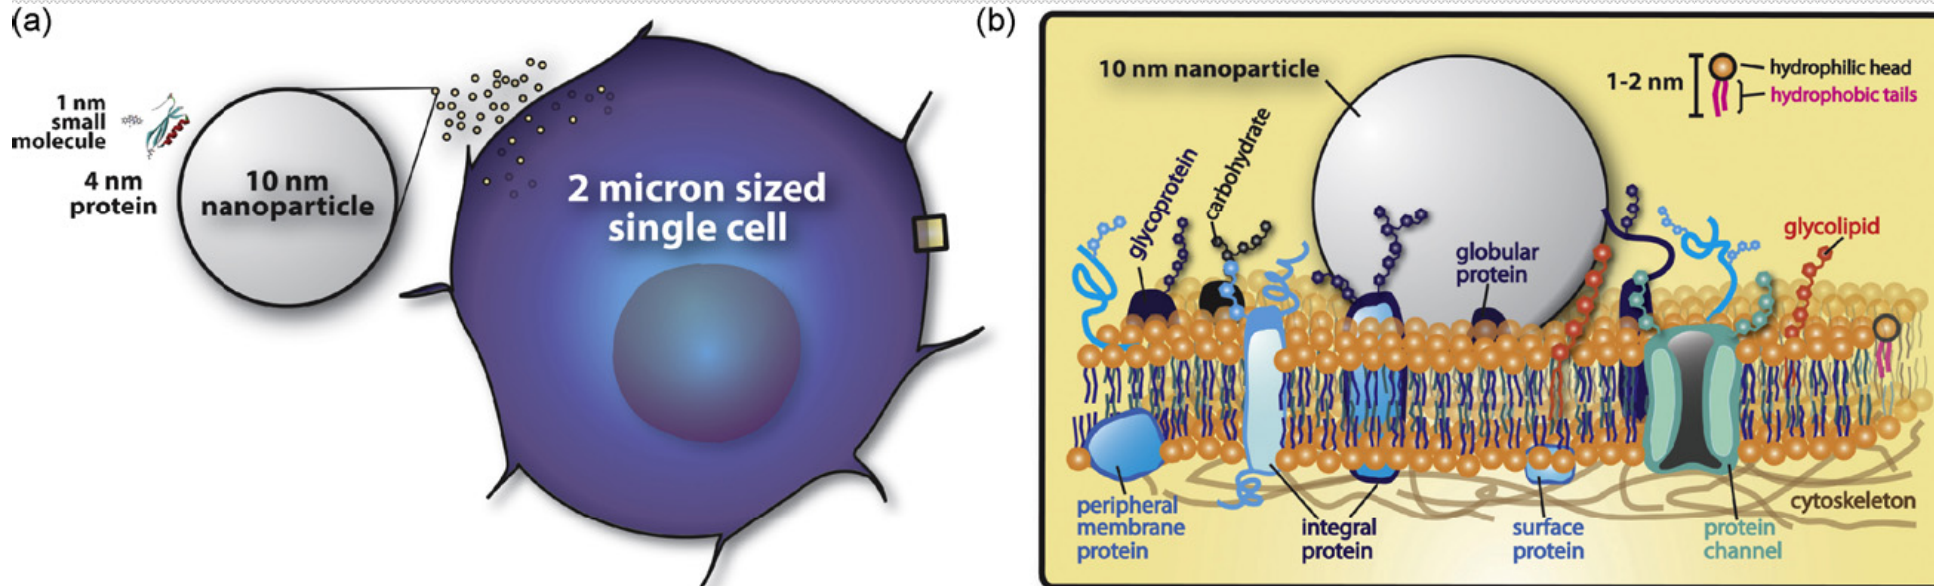 (a)
1 nm
small
molecule
4 nm
protein
10 nm
nanoparticle
2 micron sized
single cell
(b)
10 nm nanoparticle
1-2 nm
hydrophilic head
hydrophobic tails
glycoprotein
carbohydrate
globular
protein
glycolipid
peripheral
membrane
protein
integral
protein
surface
protein
protein
channel
cytoskeleton